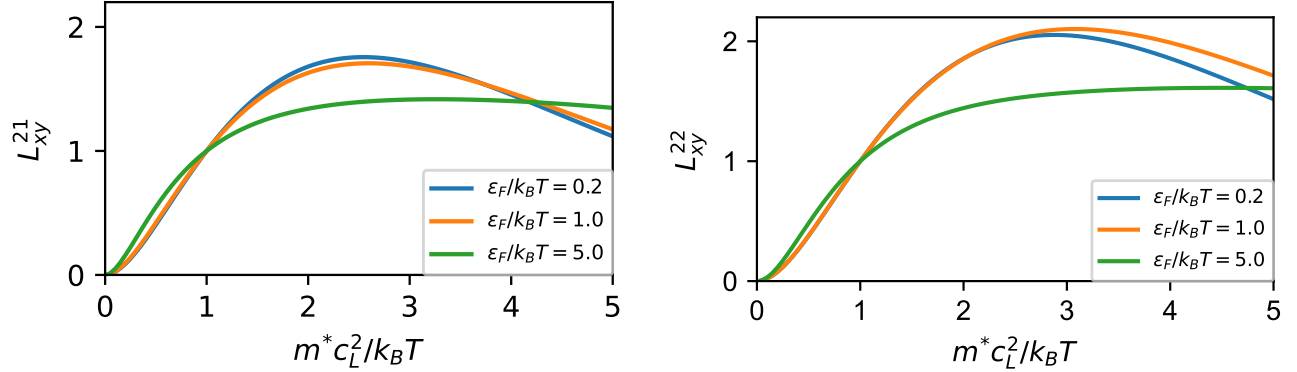 2
1
0
L_{xy}^{21}
ε_F/k_BT = 0.2
ε_F/k_BT = 1.0
ε_F/k_BT = 5.0
0 1 2 3 4 5
m^*c_L^2/k_BT
2
1
0
L_{xy}^{22}
ε_F/k_BT = 0.2
ε_F/k_BT = 1.0
ε_F/k_BT = 5.0
0 1 2 3 4 5
m^*c_L^2/k_BT